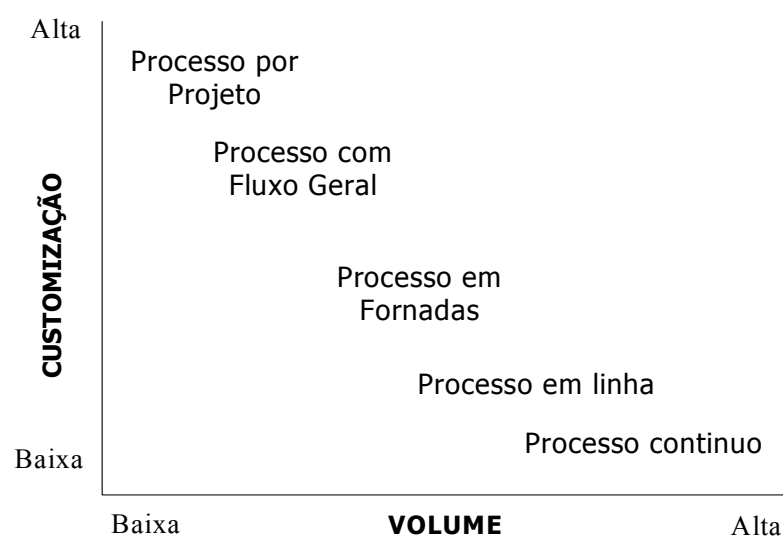 Alta
Processo por
Projeto
Processo com
Fluxo Geral
CUSTOMIZAÇÃO
Processo em
Fornadas
Processo em linha
Processo continuo
Baixa
Baixa
VOLUME
Alta